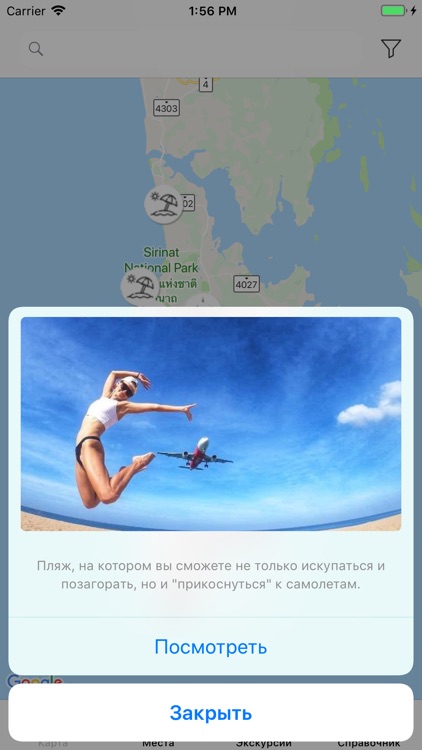 Carrier 1:56 PM
4
4303
02
Sirinat
National Park
แห่งชาติ
4027
Пляж, на котором вы сможете не только искупаться и
позагорать, но и "прикоснуться" к самолетам.
Посмотреть
Google
Закрыть
Карта Места Экскурсии Справочник